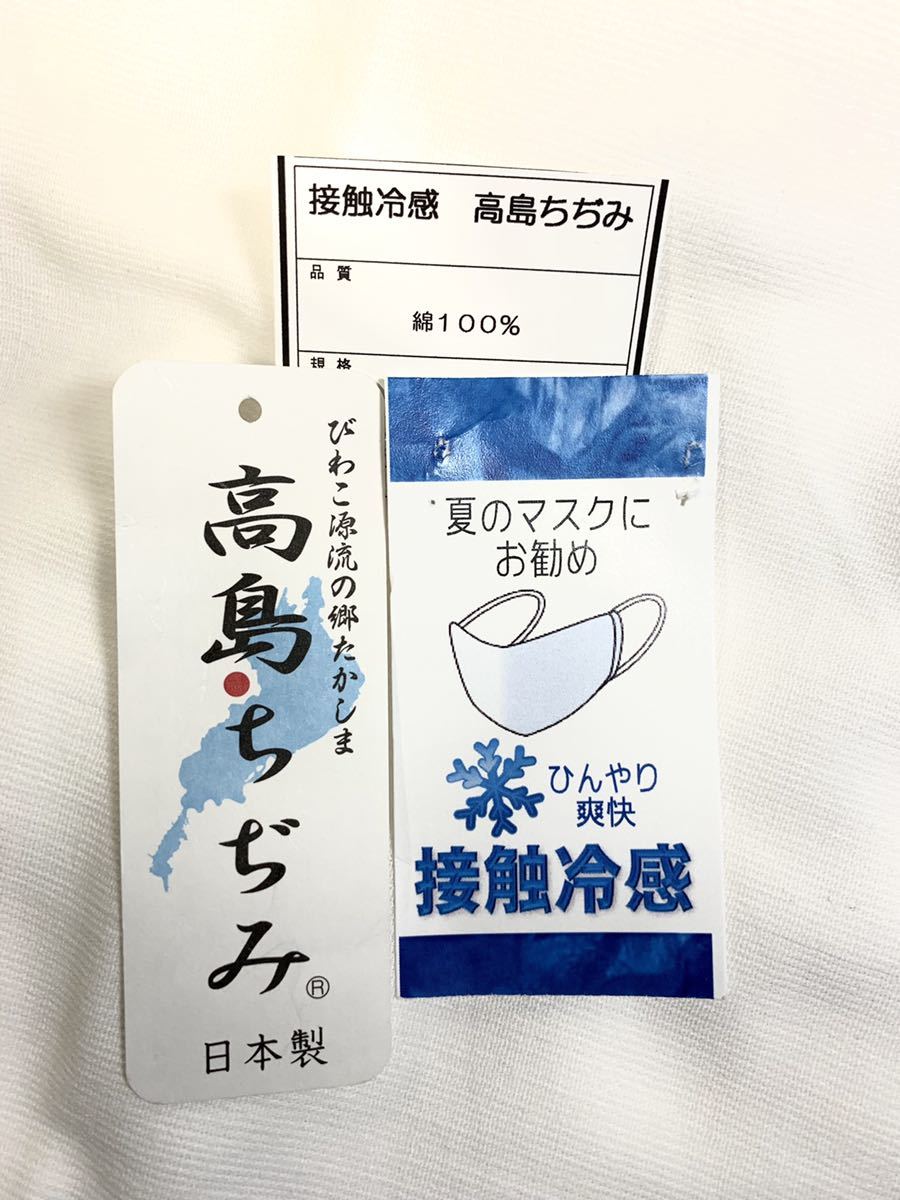 接触冷感　高島ちぢみ
品質
綿100%
規格
びわこ源流の郷たかしま
高島ちぢみ®
日本製
夏のマスクに
お勧め
ひんやり
爽快
接触冷感